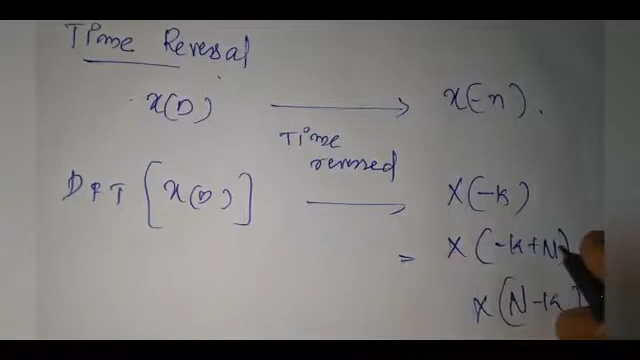 Time Reversal
x(n) → x(-n).
Time
reversed
DFT [x(n)] → X(-k)
= X(-k+N)
X(N-k)